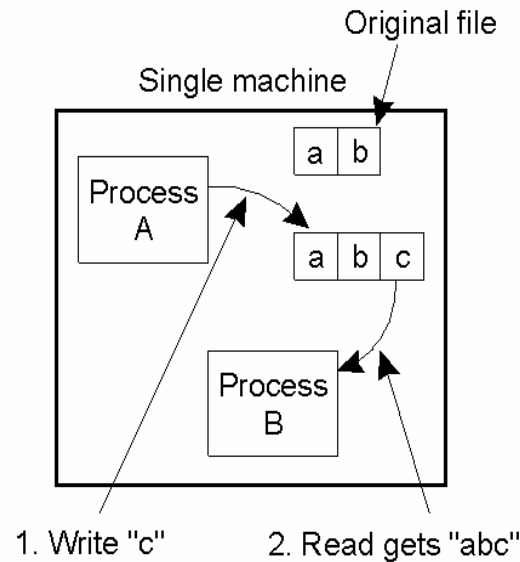 Original file
Single machine
a b
Process
A
a b c
Process
B
1. Write "c"
2. Read gets "abc"